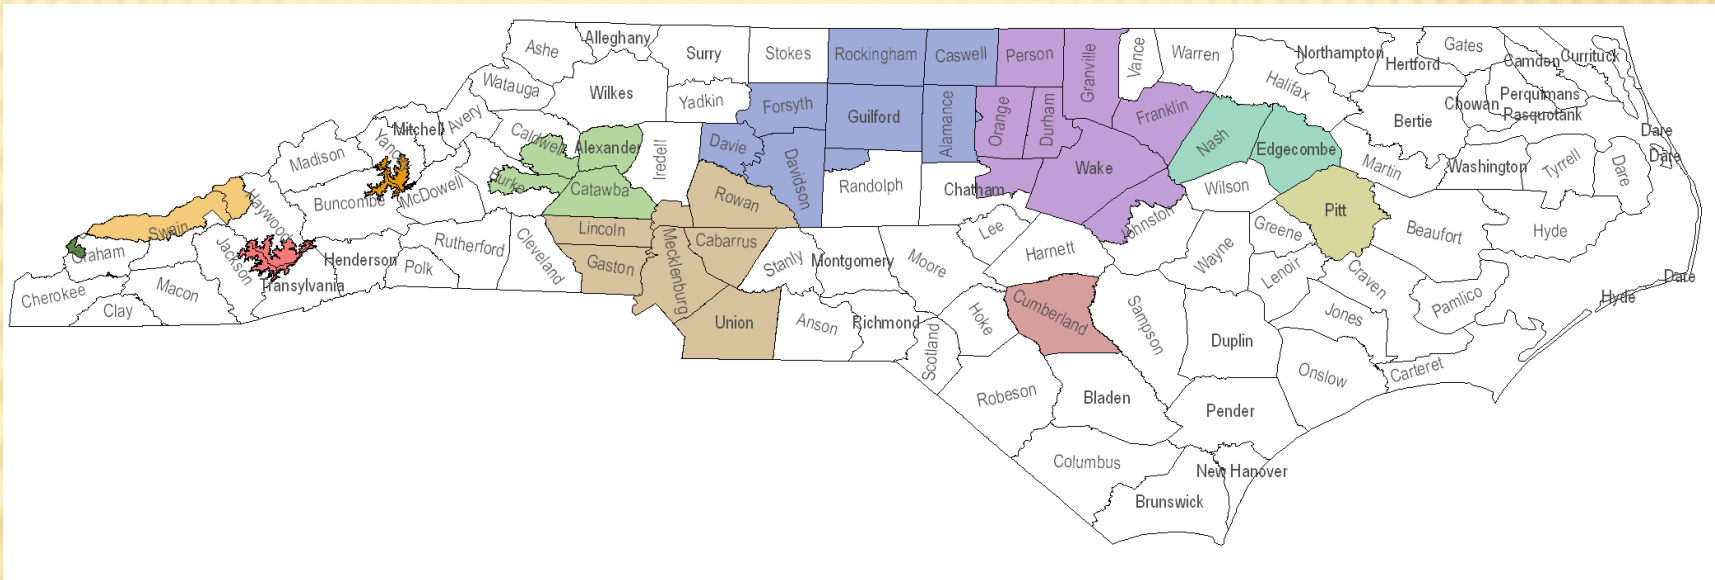 Ashe
Alleghany
Surry
Stokes
Rockingham
Caswell
Person
Granville
Vance
Warren
Northampton
Gates
Hertford
Camden
Currituck
Halifax
Watauga
Wilkes
Yadkin
Forsyth
Guilford
Alamance
Orange
Durham
Franklin
Nash
Edgecombe
Bertie
Chowan
Perquimans
Pasquotank
Mitchell
Avery
Yancey
Caldwell
Alexander
Iredell
Davie
Davidson
Madison
Burke
Catawba
Rowan
Randolph
Chatham
Wake
Wilson
Martin
Washington
Tyrrell
Dare
Dare
Dare
Haywood
Buncombe
McDowell
Swain
Lincoln
Pitt
Johnston
Lee
Greene
Beaufort
Hyde
Graham
Jackson
Henderson
Rutherford
Polk
Cleveland
Gaston
Mecklenburg
Cabarrus
Stanly
Montgomery
Moore
Harnett
Wayne
Lenoir
Craven
Pamlico
Dare
Hyde
Cherokee
Clay
Macon
Transylvania
Union
Anson
Richmond
Scotland
Hoke
Cumberland
Sampson
Duplin
Jones
Onslow
Carteret
Robeson
Bladen
Pender
Columbus
New Hanover
Brunswick